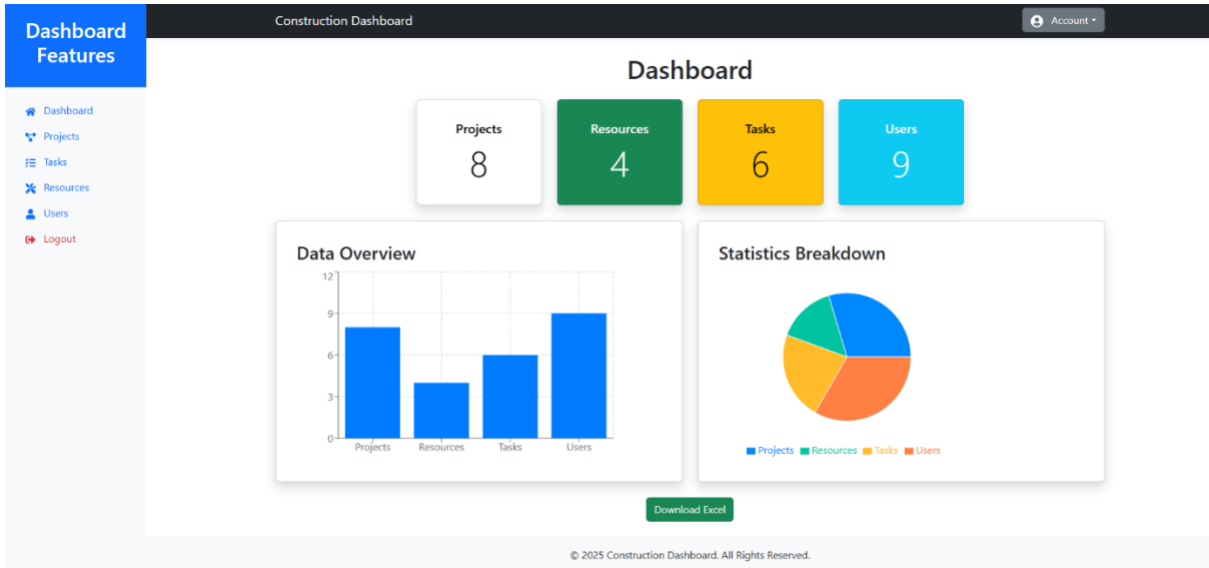 Dashboard
Features
Dashboard
Projects
Tasks
Resources
Users
Logout
Construction Dashboard
Account
Dashboard
Projects
8
Resources
4
Tasks
6
Users
9
Data Overview
12
9
6
3
0
Projects Resources Tasks Users
Statistics Breakdown
Projects Resources Tasks Users
Download Excel
© 2025 Construction Dashboard. All Rights Reserved.